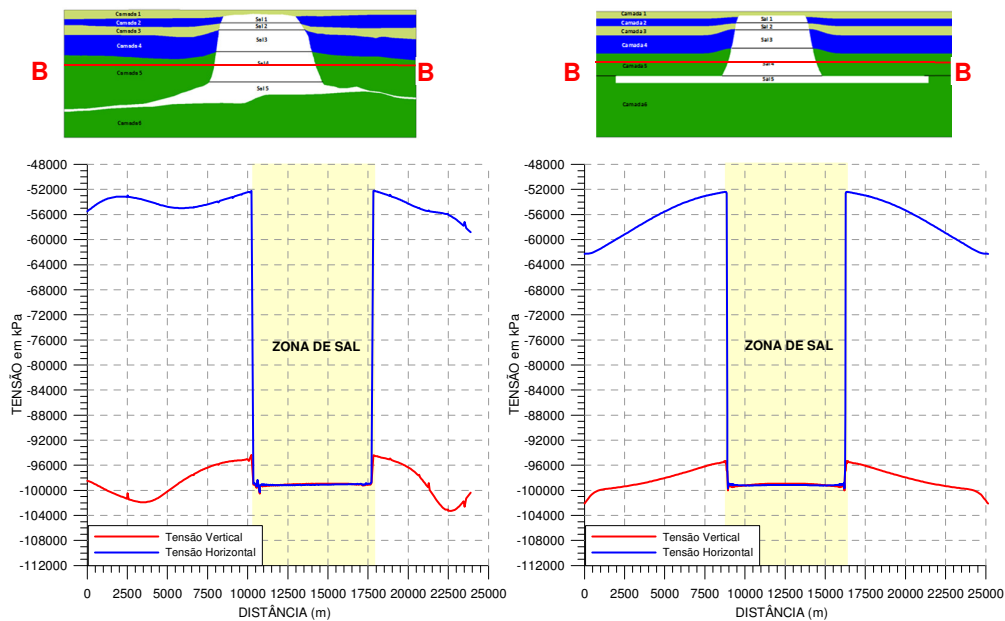 Camada 1
Camada 2
Camada 3
Camada 4
Camada 5
Camada 6
Sal 1
Sal 2
Sal 3
Sal 4
Sal 5
B
B
Camada 1
Camada 2
Camada 3
Camada 4
Camada 5
Camada 6
Sal 1
Sal 2
Sal 3
Sal 4
Sal 5
B
B
-48000
-52000
-56000
-60000
-64000
-68000
-72000
-76000
-80000
-84000
-88000
-92000
-96000
-100000
-104000
-108000
-112000
TENSÃO em kPa
ZONA DE SAL
Tensão Vertical
Tensão Horizontal
0 2500 5000 7500 10000 12500 15000 17500 20000 22500 25000
DISTÂNCIA (m)
-48000
-52000
-56000
-60000
-64000
-68000
-72000
-76000
-80000
-84000
-88000
-92000
-96000
-100000
-104000
-108000
-112000
TENSÃO em kPa
ZONA DE SAL
Tensão Vertical
Tensão Horizontal
0 2500 5000 7500 10000 12500 15000 17500 20000 22500 25000
DISTÂNCIA (m)